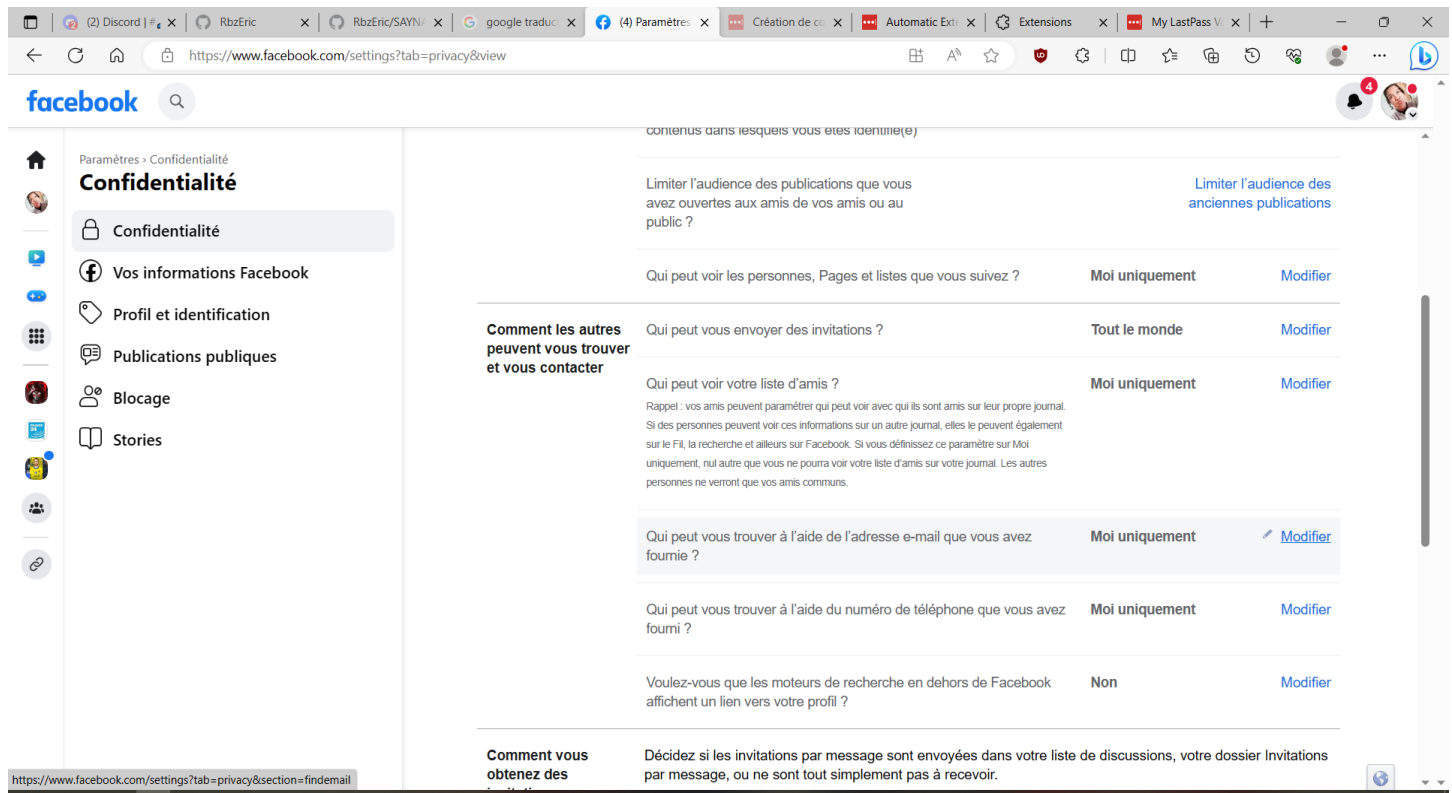 (2) Discord | #
RbzEric
RbzEric/SAYNA
google traduct
(4) Paramètres
Création de co
Automatic Exte
Extensions
My LastPass V
https://www.facebook.com/settings?tab=privacy&view
facebook
4
Paramètres › Confidentialité
Confidentialité
Confidentialité
Vos informations Facebook
Profil et identification
Publications publiques
Blocage
Stories
contenus dans lesquels vous êtes identifié(e)
Limiter l’audience des publications que vous
avez ouvertes aux amis de vos amis ou au
public ?
Limiter l’audience des
anciennes publications
Qui peut voir les personnes, Pages et listes que vous suivez ?
Moi uniquement
Modifier
Comment les autres
peuvent vous trouver
et vous contacter
Qui peut vous envoyer des invitations ?
Tout le monde
Modifier
Qui peut voir votre liste d’amis ?
Moi uniquement
Modifier
Rappel : vos amis peuvent paramétrer qui peut voir avec qui ils sont amis sur leur propre journal.
Si des personnes peuvent voir ces informations sur un autre journal, elles le peuvent également
sur le Fil, la recherche et ailleurs sur Facebook. Si vous définissez ce paramètre sur Moi
uniquement, nul autre que vous ne pourra voir votre liste d’amis sur votre journal. Les autres
personnes ne verront que vos amis communs.
Qui peut vous trouver à l’aide de l’adresse e-mail que vous avez
fournie ?
Moi uniquement
Modifier
Qui peut vous trouver à l’aide du numéro de téléphone que vous avez
fourni ?
Moi uniquement
Modifier
Voulez-vous que les moteurs de recherche en dehors de Facebook
affichent un lien vers votre profil ?
Non
Modifier
Comment vous
obtenez des
Décidez si les invitations par message sont envoyées dans votre liste de discussions, votre dossier Invitations
par message, ou ne sont tout simplement pas à recevoir.
https://www.facebook.com/settings?tab=privacy&section=findemail